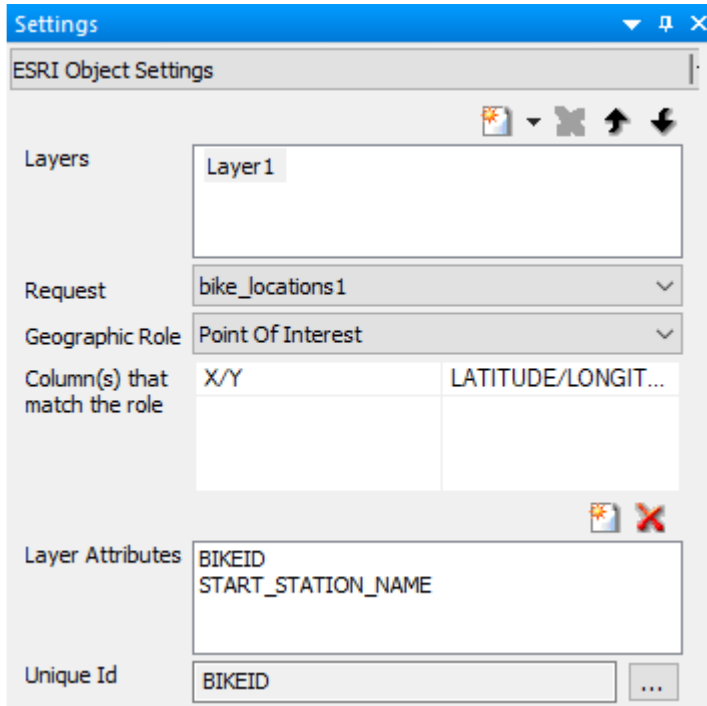 Settings
ESRI Object Settings
Layers
Layer1
Request
bike_locations1
Geographic Role
Point Of Interest
Column(s) that
match the role
X/Y
LATITUDE/LONGIT...
Layer Attributes
BIKEID
START_STATION_NAME
Unique Id
BIKEID
...